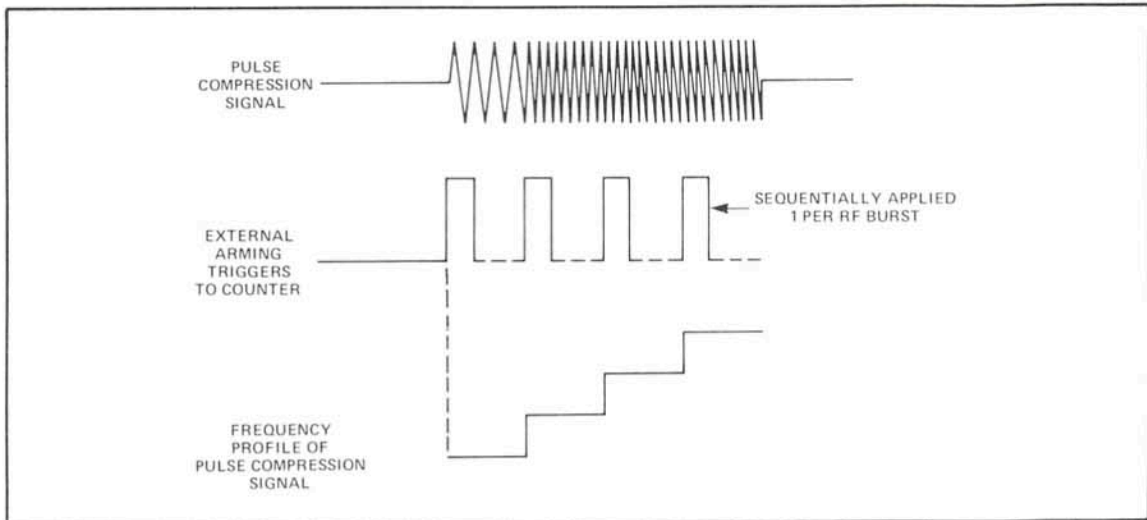 PULSE
COMPRESSION
SIGNAL
SEQUENTIALLY APPLIED
1 PER RF BURST
EXTERNAL
ARMING
TRIGGERS
TO COUNTER
FREQUENCY
PROFILE OF
PULSE COMPRESSION
SIGNAL